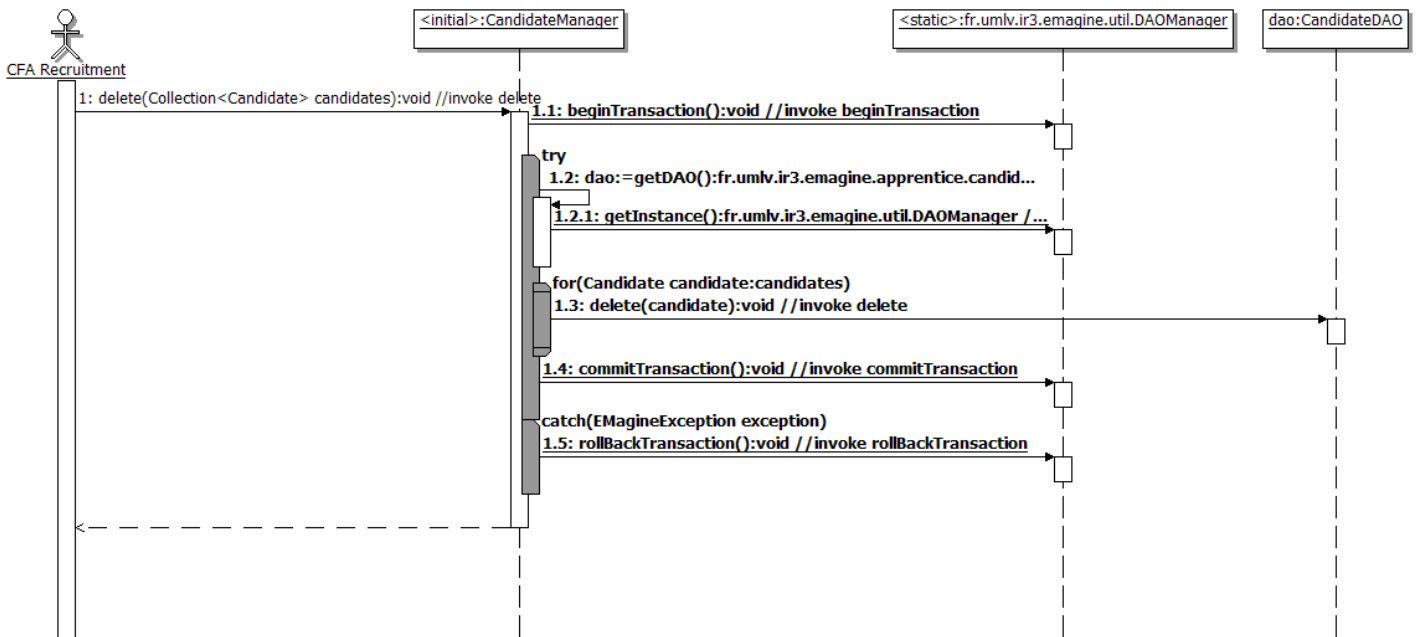 <initial>:CandidateManager
<static>:fr.umlv.ir3.emagine.util.DAOManager
dao:CandidateDAO
CFA Recruitment
1: delete(Collection<Candidate> candidates):void //invoke delete
1.1: beginTransaction():void //invoke beginTransaction
try
1.2: dao:=getDAO():fr.umlv.ir3.emagine.apprentice.candid...
1.2.1: getInstance():fr.umlv.ir3.emagine.util.DAOManager /...
for(Candidate candidate:candidates)
1.3: delete(candidate):void //invoke delete
1.4: commitTransaction():void //invoke commitTransaction
catch(EMagineException exception)
1.5: rollBackTransaction():void //invoke rollBackTransaction